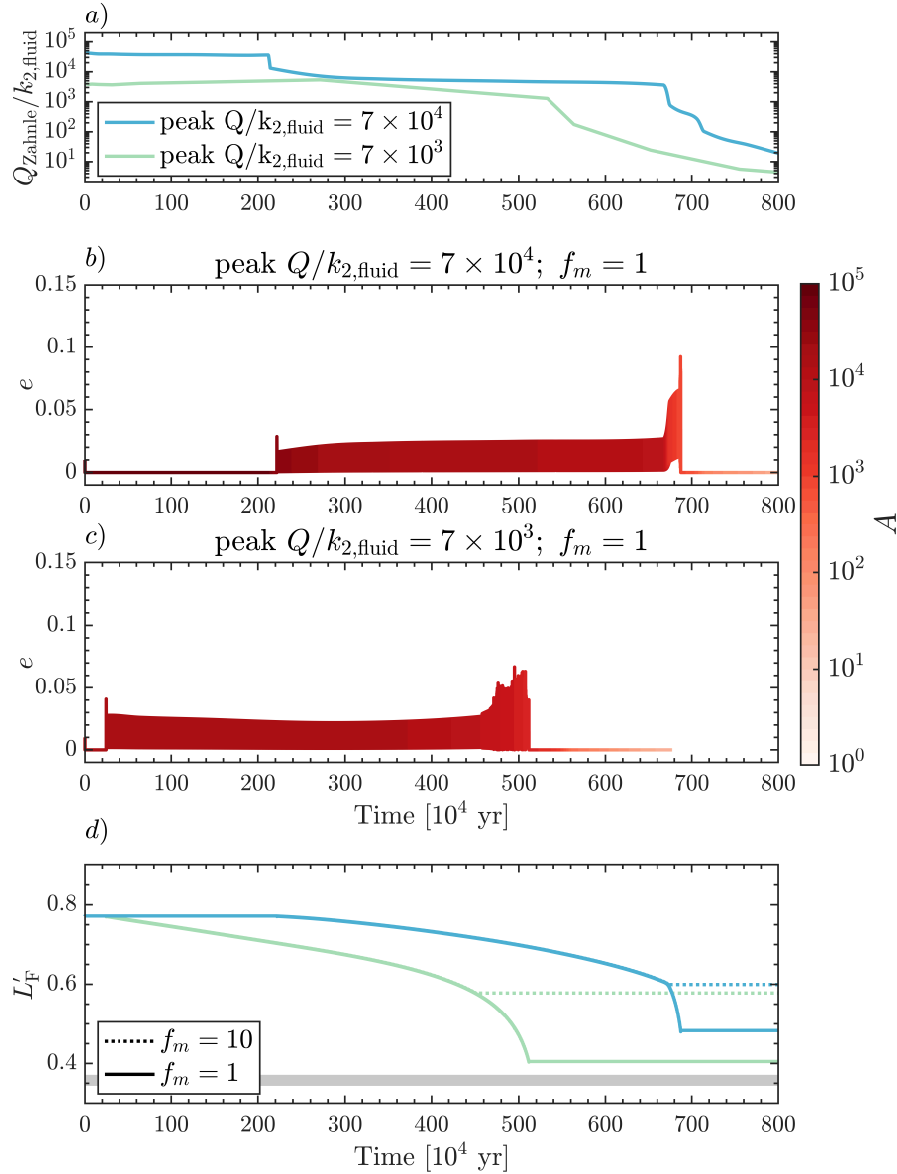 a)
10^5
10^4
10^3
10^2
10^1
Q_Zahnle/k_2,fluid
peak Q/k_2,fluid = 7 × 10^4
peak Q/k_2,fluid = 7 × 10^3
0 100 200 300 400 500 600 700 800
b)
peak Q/k_2,fluid = 7 × 10^4; f_m = 1
0.15
0.1
0.05
0
e
0 100 200 300 400 500 600 700 800
c)
peak Q/k_2,fluid = 7 × 10^3; f_m = 1
0.15
0.1
0.05
0
e
0 100 200 300 400 500 600 700 800
Time [10^4 yr]
10^5
10^4
10^3
10^2
10^1
10^0
A
d)
0.8
0.6
0.4
L'_F
f_m = 10
f_m = 1
0 100 200 300 400 500 600 700 800
Time [10^4 yr]